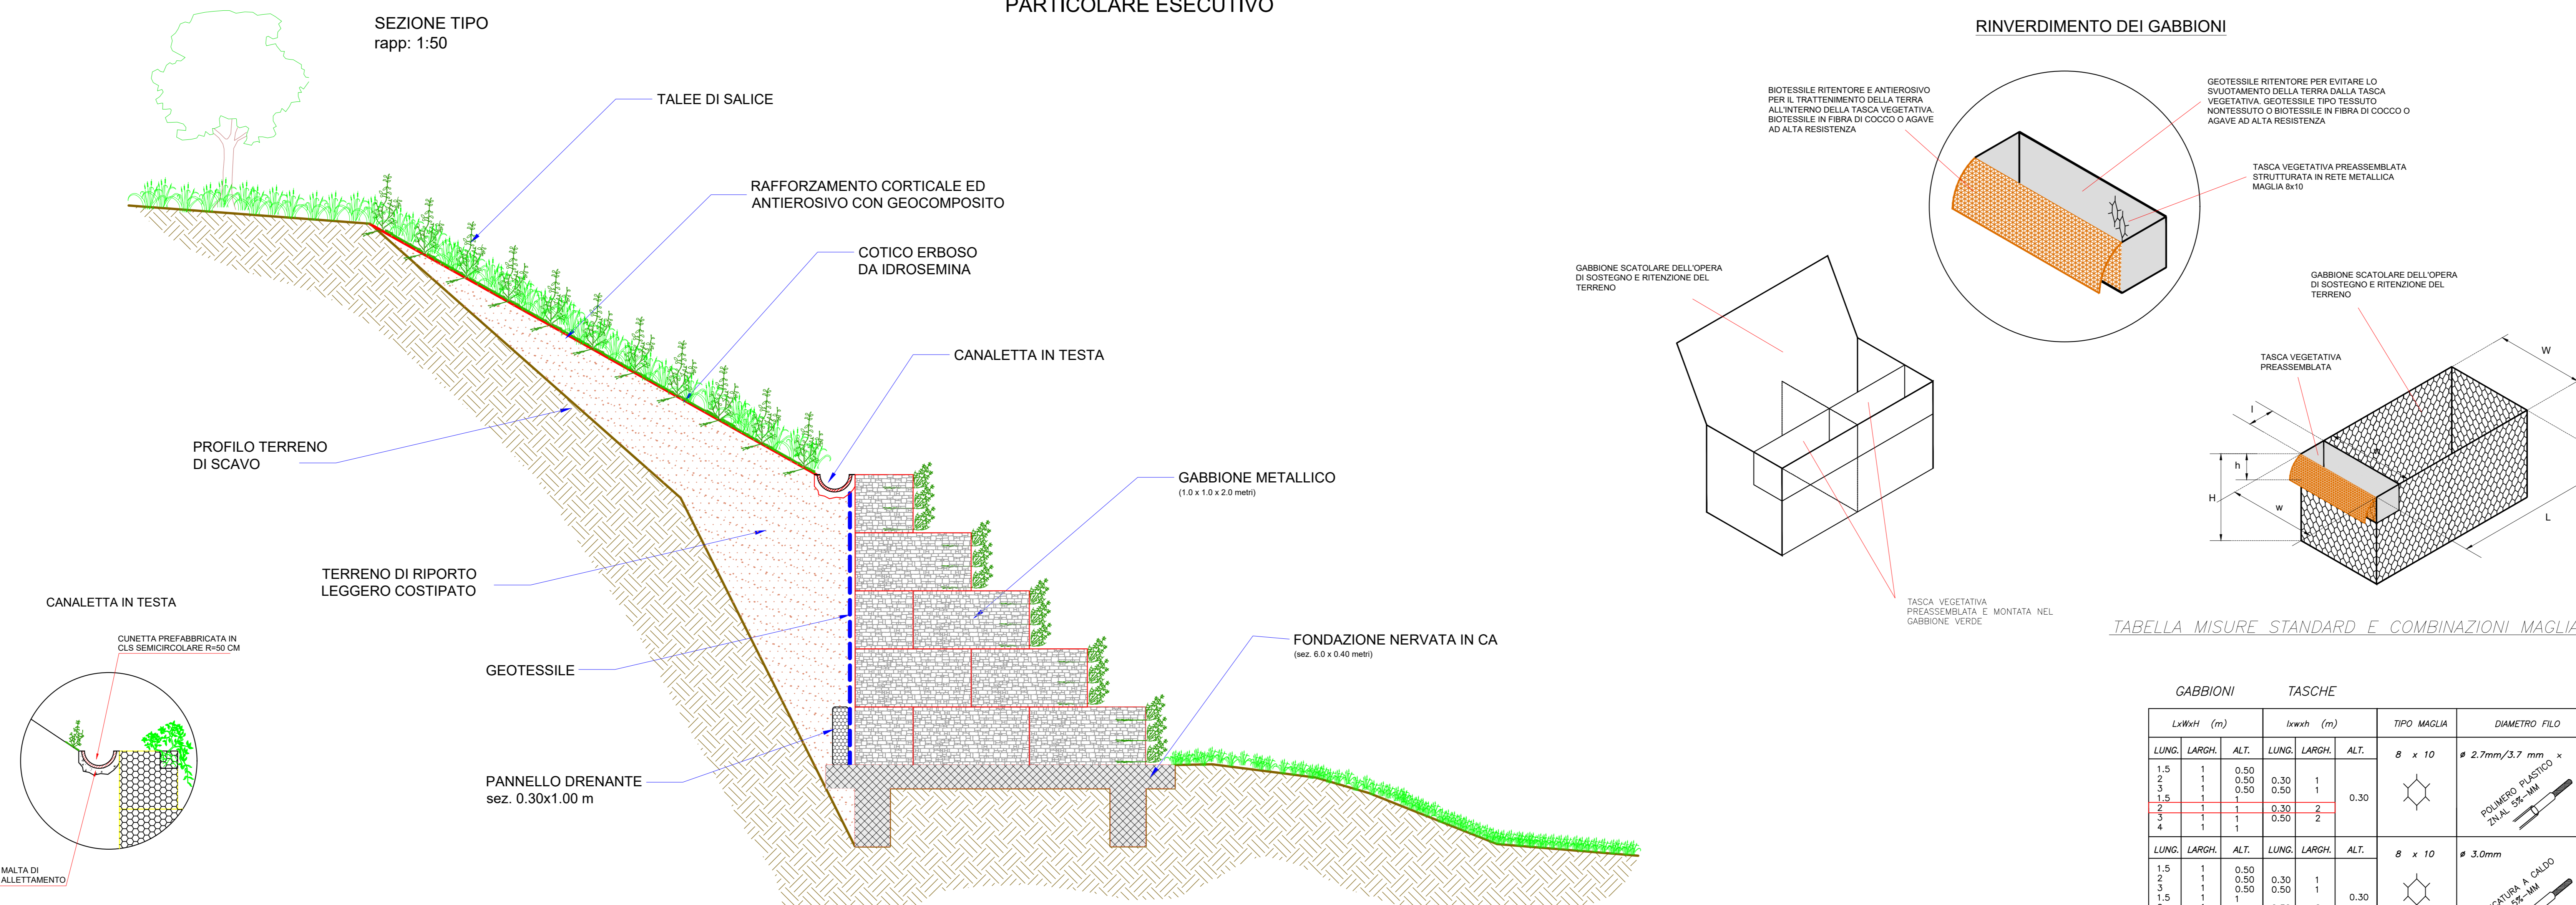 PARTICOLARE ESECUTIVO
SEZIONE TIPO
rapp: 1:50
TALEE DI SALICE
RAFFORZAMENTO CORTICALE ED
ANTIEROSIVO CON GEOCOMPOSITO
COTICO ERBOSO
DA IDROSEMINA
CANALETTA IN TESTA
PROFILO TERRENO
DI SCAVO
GABBIONE METALLICO
(1.0 x 1.0 x 2.0 metri)
TERRENO DI RIPORTO
LEGGERO COSTIPATO
FONDAZIONE NERVATA IN CA
(sez. 6.0 x 0.40 metri)
GEOTESSILE
PANNELLO DRENANTE
sez. 0.30x1.00 m
CANALETTA IN TESTA
CUNETTA PREFABBRICATA IN
CLS SEMICIRCOLARE R=50 CM
MALTA DI
ALLETTAMENTO
RINVERDIMENTO DEI GABBIONI
BIOTESSILE RITENTORE E ANTIEROSIVO
PER IL TRATTENIMENTO DELLA TERRA
ALL'INTERNO DELLA TASCA VEGETATIVA.
BIOTESSILE IN FIBRA DI COCCO O AGAVE
AD ALTA RESISTENZA
GEOTESSILE RITENTORE PER EVITARE LO
SVUOTAMENTO DELLA TERRA DALLA TASCA
VEGETATIVA. GEOTESSILE TIPO TESSUTO
NONTESSUTO O BIOTESSILE IN FIBRA DI COCCO O
AGAVE AD ALTA RESISTENZA
TASCA VEGETATIVA PREASSEMBLATA
STRUTTURATA IN RETE METALLICA
MAGLIA 8x10
GABBIONE SCATOLARE DELL'OPERA
DI SOSTEGNO E RITENZIONE DEL
TERRENO
TASCA VEGETATIVA
PREASSEMBLATA E MONTATA NEL
GABBIONE VERDE
GABBIONE SCATOLARE DELL'OPERA
DI SOSTEGNO E RITENZIONE DEL
TERRENO
TASCA VEGETATIVA
PREASSEMBLATA
W
l
w
h
H
w
L
TABELLA MISURE STANDARD E COMBINAZIONI MAGLIA
GABBIONI TASCHE
LxWxH (m) lxwxh (m) TIPO MAGLIA DIAMETRO FILO
LUNG. LARGH. ALT. LUNG. LARGH. ALT. 8 x 10 ø 2.7mm/3.7 mm x
1.5 1 0.50
2 1 0.50 0.30 1
3 1 0.50 0.50 1
1.5 1 1 0.30
2 1 1 0.30 2
3 1 1 0.50 2
4 1 1
POLIMERO PLASTICO
ZN.AL 5%-MM
LUNG. LARGH. ALT. LUNG. LARGH. ALT. 8 x 10 ø 3.0mm
1.5 1 0.50
2 1 0.50 0.30 1
3 1 0.50 0.50 1
1.5 1 1 0.30
A CALDO
5%-MM